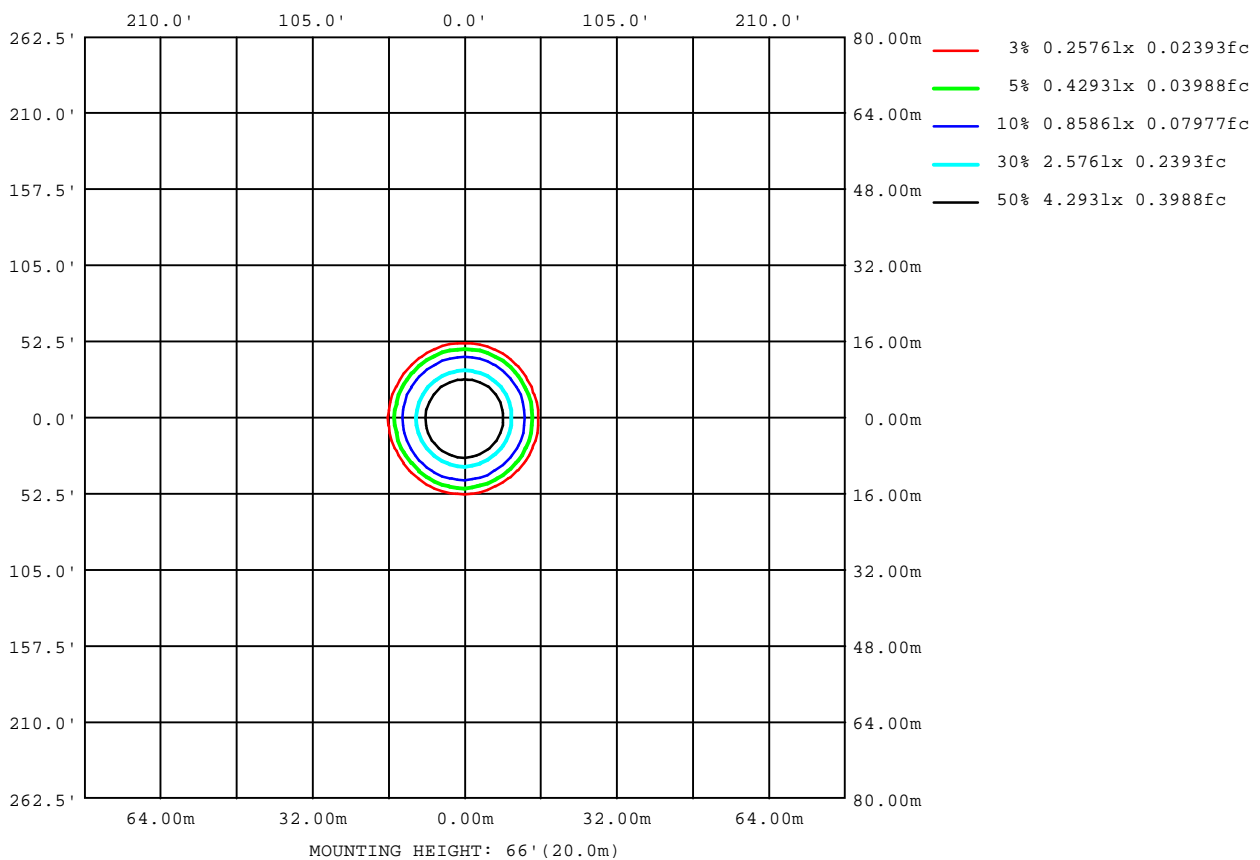 210.0' 105.0' 0.0' 105.0' 210.0'
262.5' 80.00m
3% 0.2576lx 0.02393fc
5% 0.4293lx 0.03988fc
210.0' 64.00m
10% 0.8586lx 0.07977fc
30% 2.576lx 0.2393fc
157.5' 48.00m
50% 4.293lx 0.3988fc
105.0' 32.00m
52.5' 16.00m
0.0' 0.00m
52.5' 16.00m
105.0' 32.00m
157.5' 48.00m
210.0' 64.00m
262.5' 80.00m
64.00m 32.00m 0.00m 32.00m 64.00m
MOUNTING HEIGHT: 66'(20.0m)